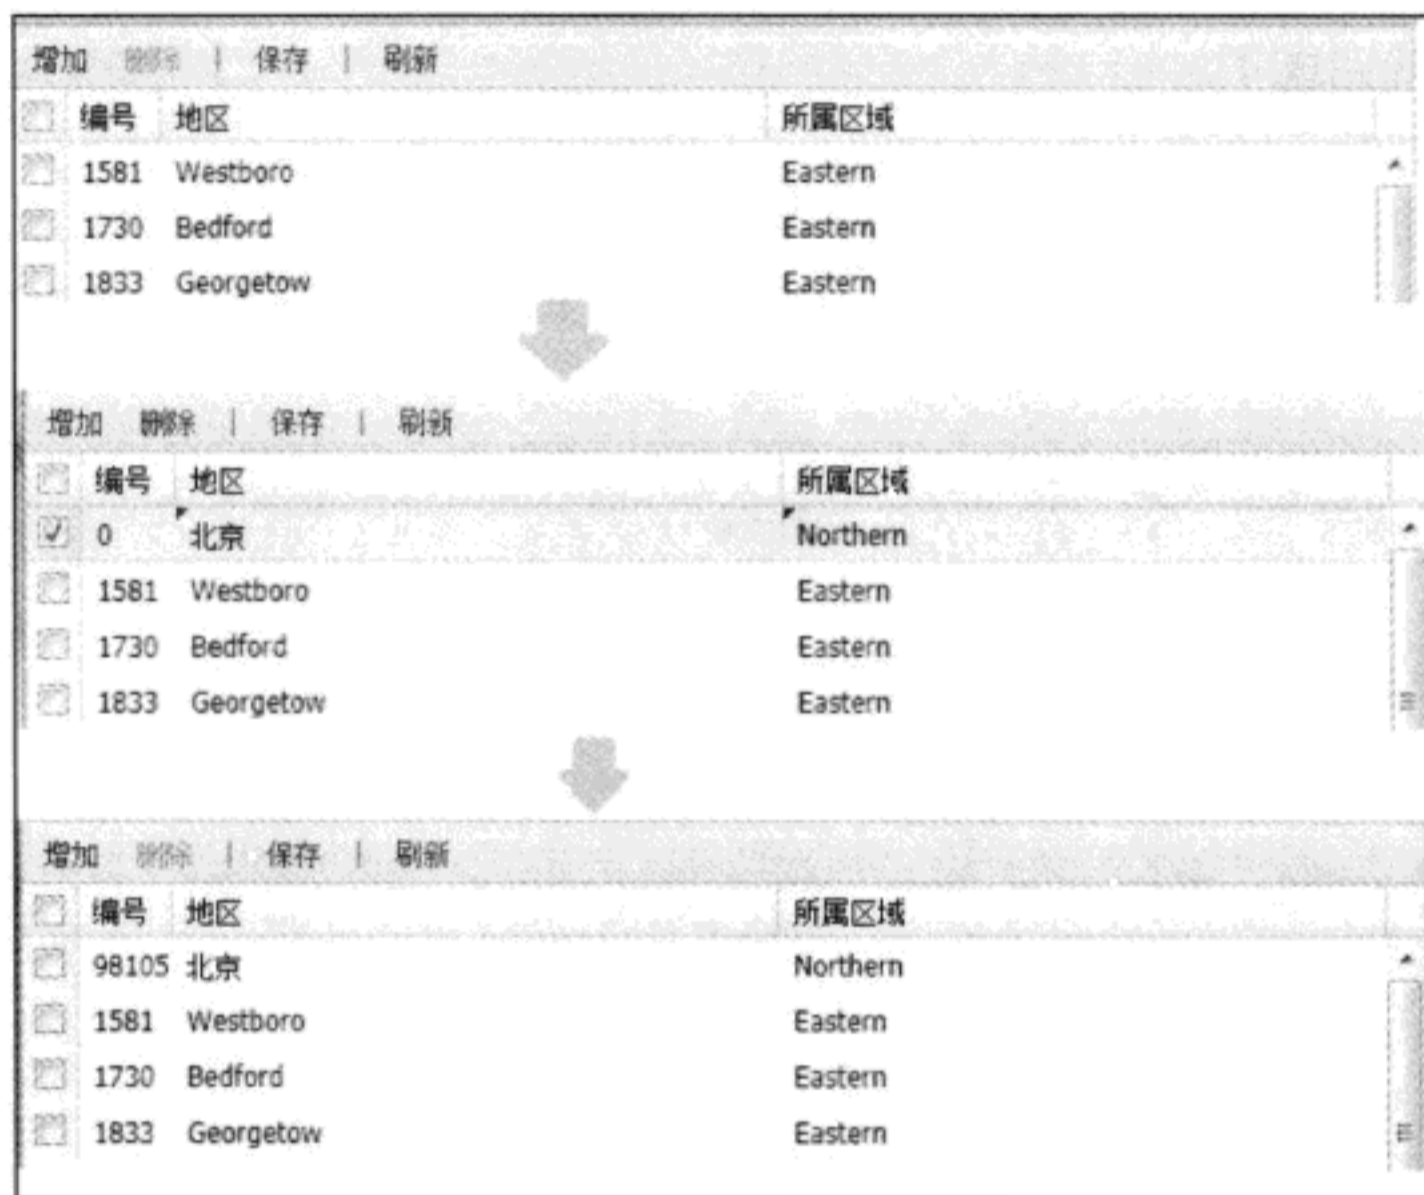 增加 删除 | 保存 | 刷新
编号 地区 所属区域
1581 Westboro Eastern
1730 Bedford Eastern
1833 Georgetow Eastern
增加 删除 | 保存 | 刷新
编号 地区 所属区域
0 北京 Northern
1581 Westboro Eastern
1730 Bedford Eastern
1833 Georgetow Eastern
增加 删除 | 保存 | 刷新
编号 地区 所属区域
98105 北京 Northern
1581 Westboro Eastern
1730 Bedford Eastern
1833 Georgetow Eastern